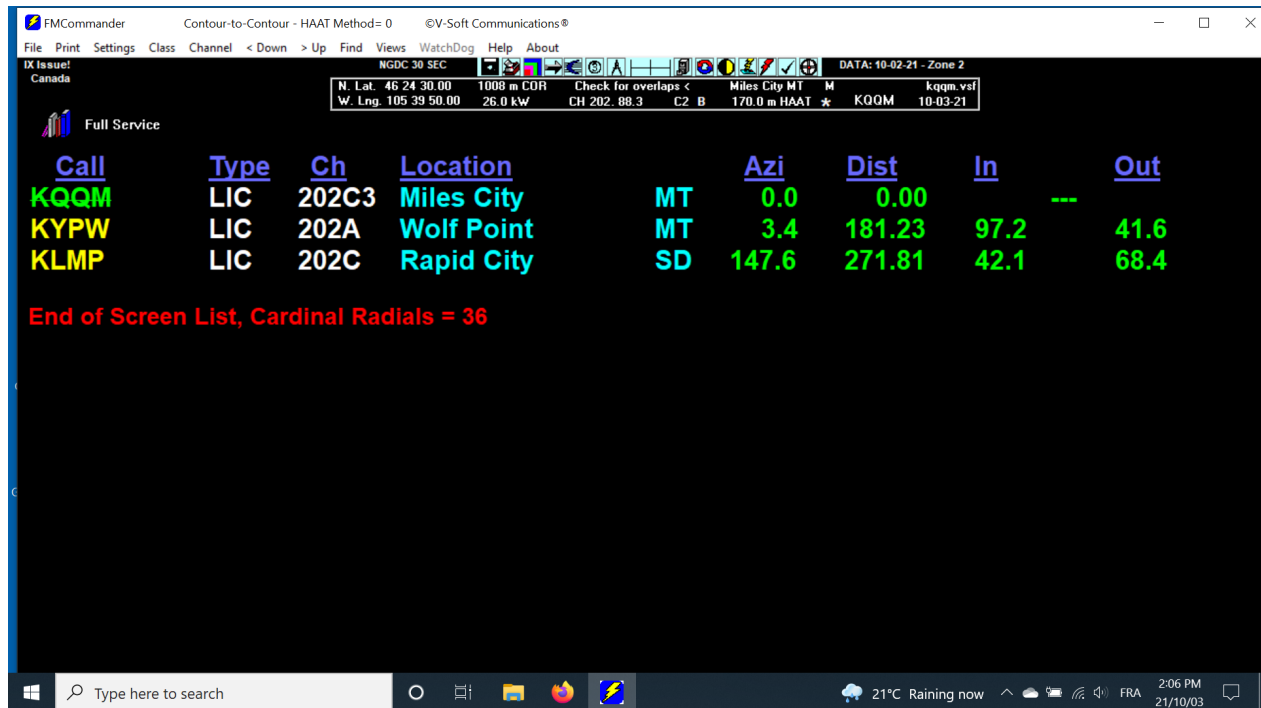 FMCommander Contour-to-Contour - HAAT Method= 0 ©V-Soft Communications®
File Print Settings Class Channel < Down > Up Find Views WatchDog Help About
IX Issue! NGDC 30 SEC DATA: 10-02-21 - Zone 2
Canada
N. Lat. 46 24 30.00 1008 m COR Check for overlaps < Miles City MT M kqqm.vsf
W. Lng. 105 39 50.00 26.0 kW CH 202. 88.3 C2 B 170.0 m HAAT * KQQM 10-03-21
Full Service
Call Type Ch Location Azi Dist In Out
KQQM LIC 202C3 Miles City MT 0.0 0.00 ---
KYPW LIC 202A Wolf Point MT 3.4 181.23 97.2 41.6
KLMP LIC 202C Rapid City SD 147.6 271.81 42.1 68.4
End of Screen List, Cardinal Radials = 36
Type here to search 21°C Raining now FRA 2:06 PM
21/10/03